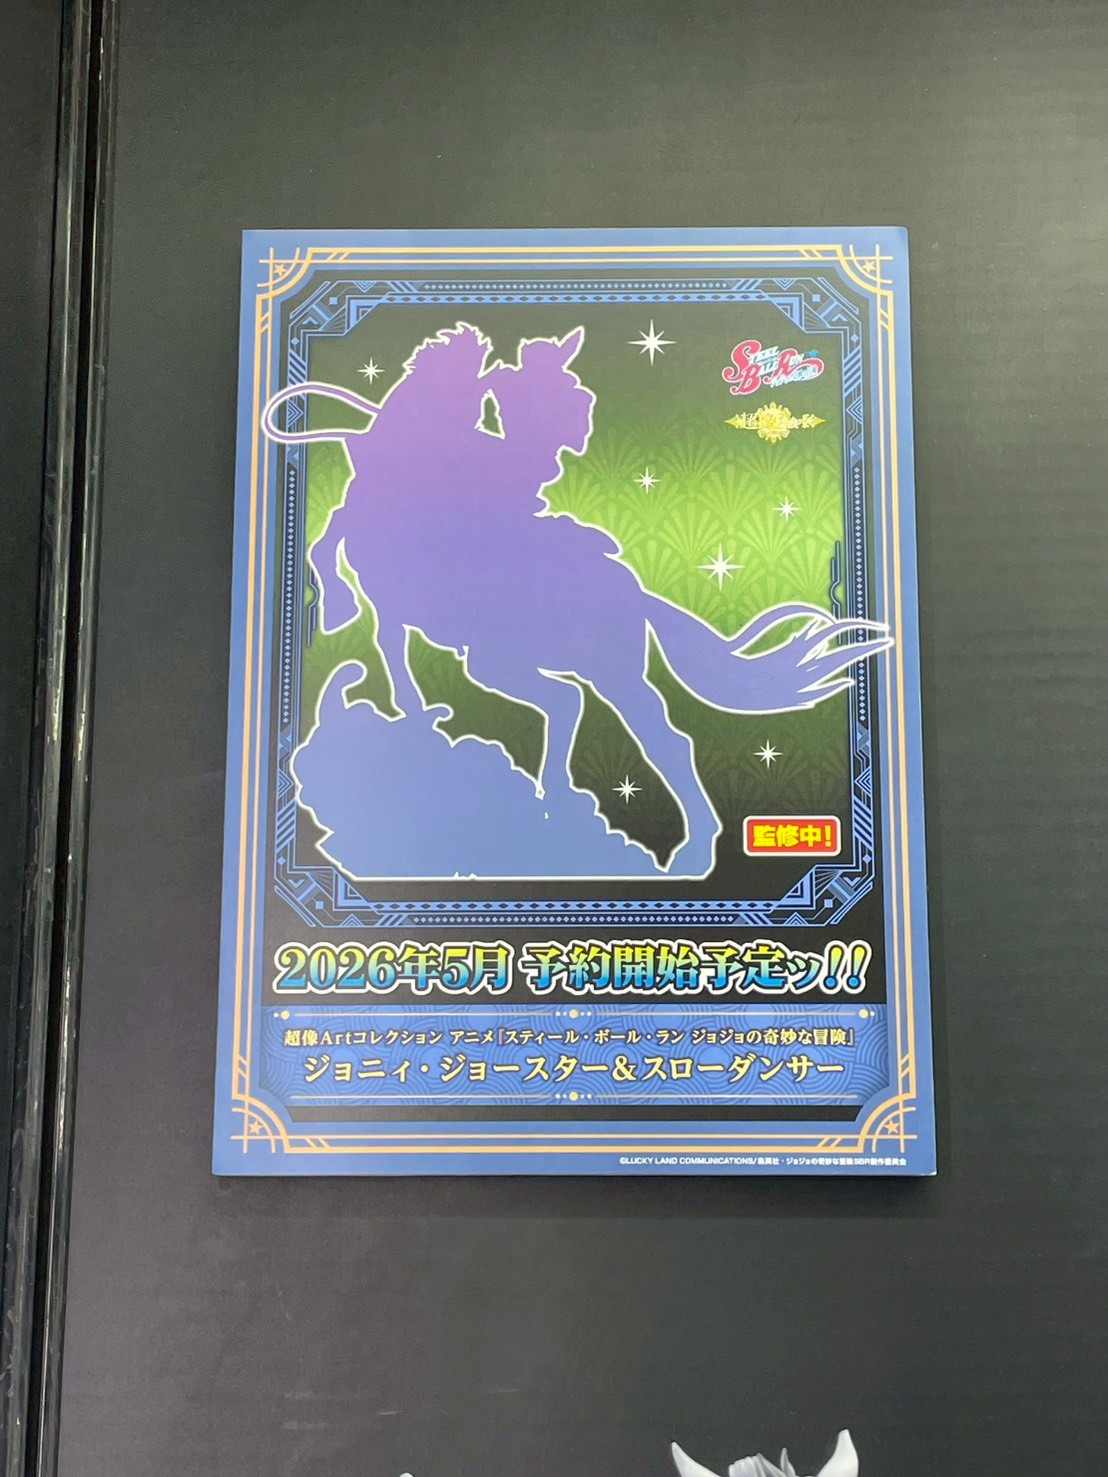 STEEL BALL RUN
監修中!
2026年5月 予約開始予定ッ!!
超像Artコレクション アニメ『スティール・ボール・ラン ジョジョの奇妙な冒険』
ジョニィ・ジョースター&スローダンサー
©LUCKY LAND COMMUNICATIONS/集英社・ジョジョの奇妙な冒険SBR製作委員会